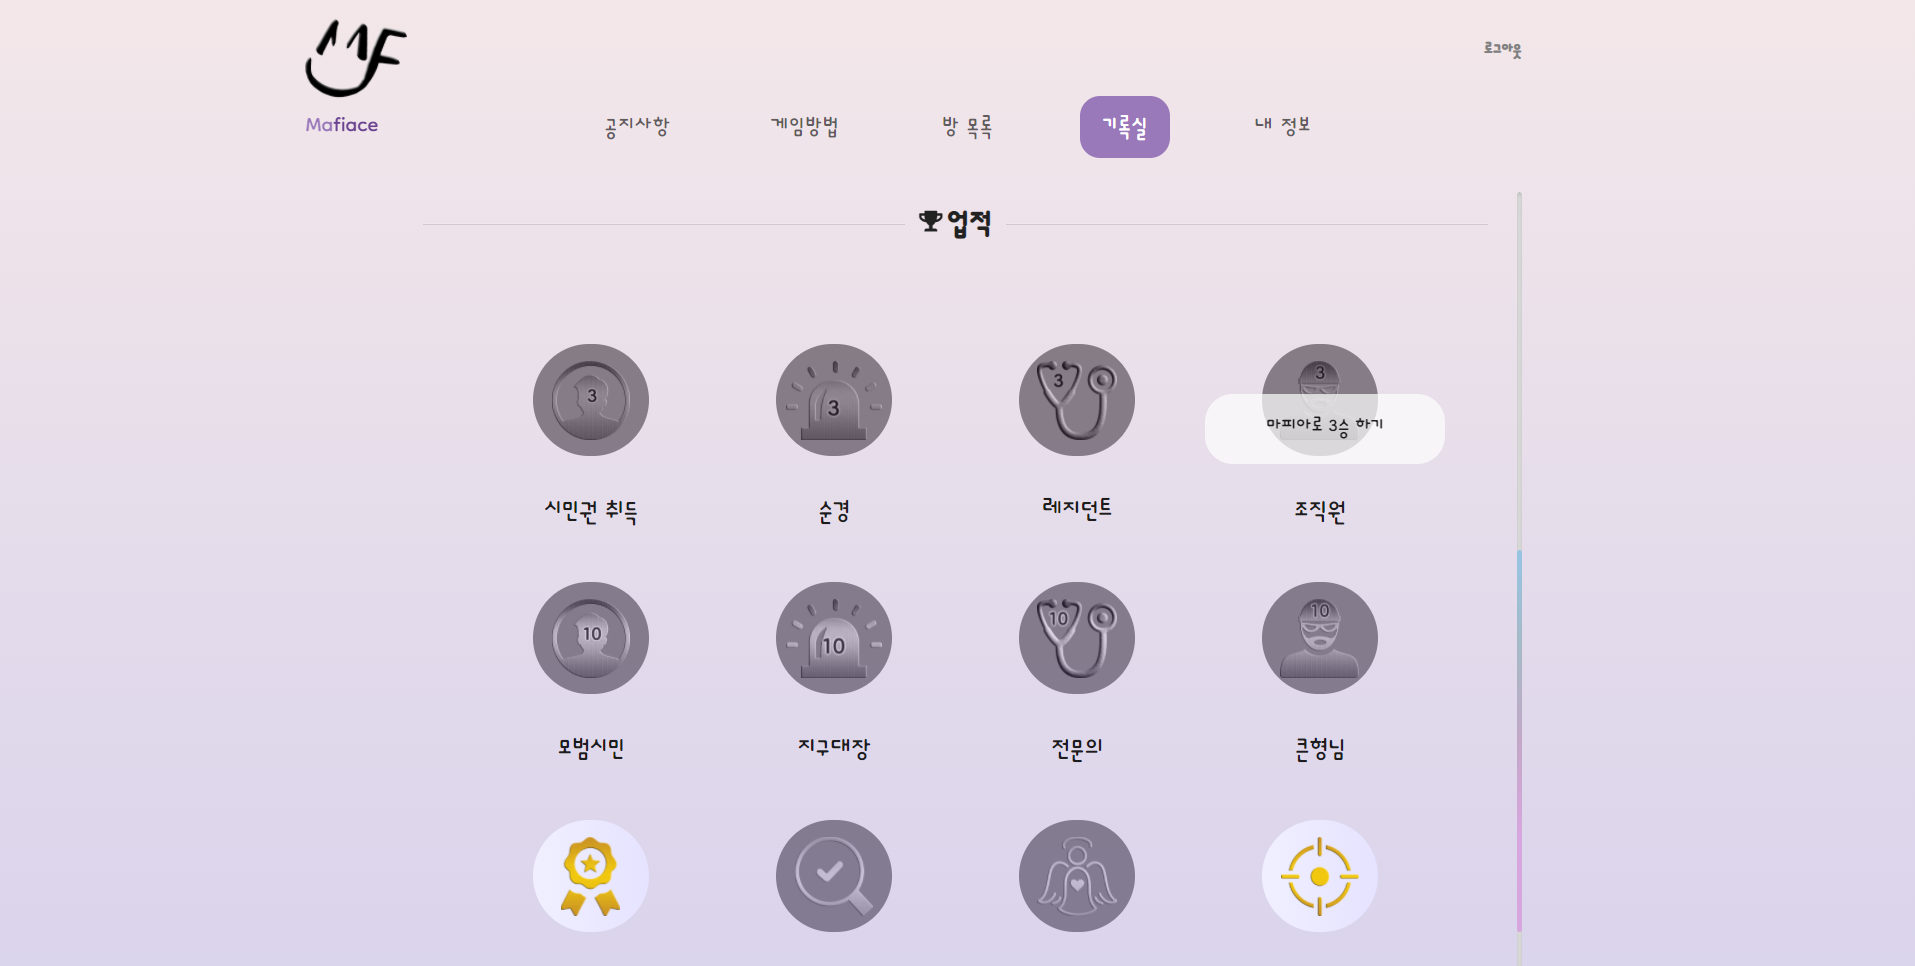 MF
로그아웃
Mafiace
공지사항 게임방법 방 목록 기록실 내 정보
업적
3 3 3 3
마피아로 3승 하기
시민권 취득 순경 레지던트 조직원
10 10 10 10
모범시민 지구대장 전문의 큰형님